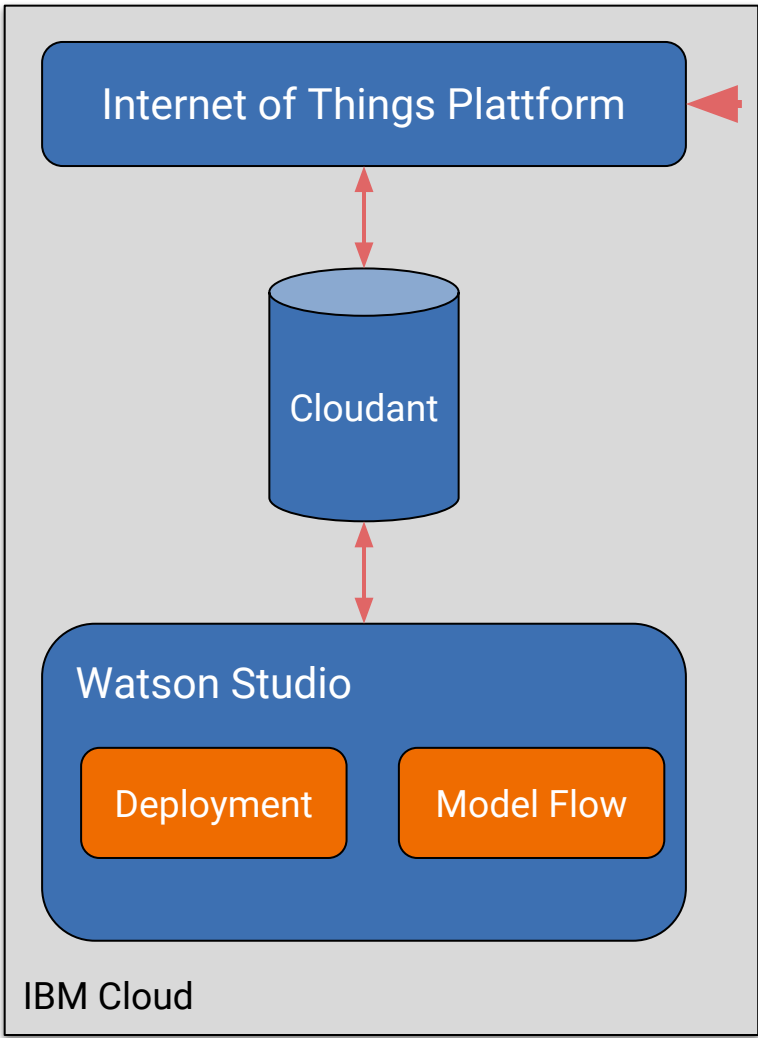 Internet of Things Plattform
Cloudant
Watson Studio
Deployment
Model Flow
IBM Cloud